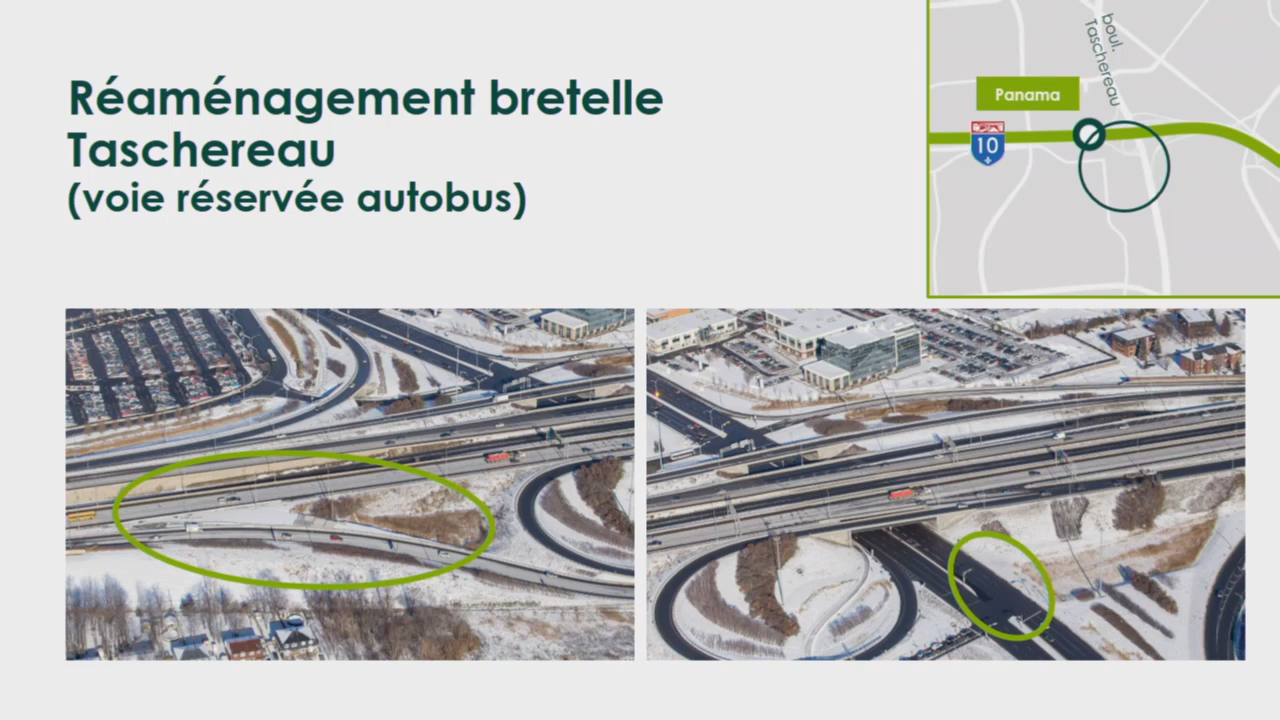 Réaménagement bretelle
Taschereau
(voie réservée autobus)
boul.
Taschereau
Panama
10